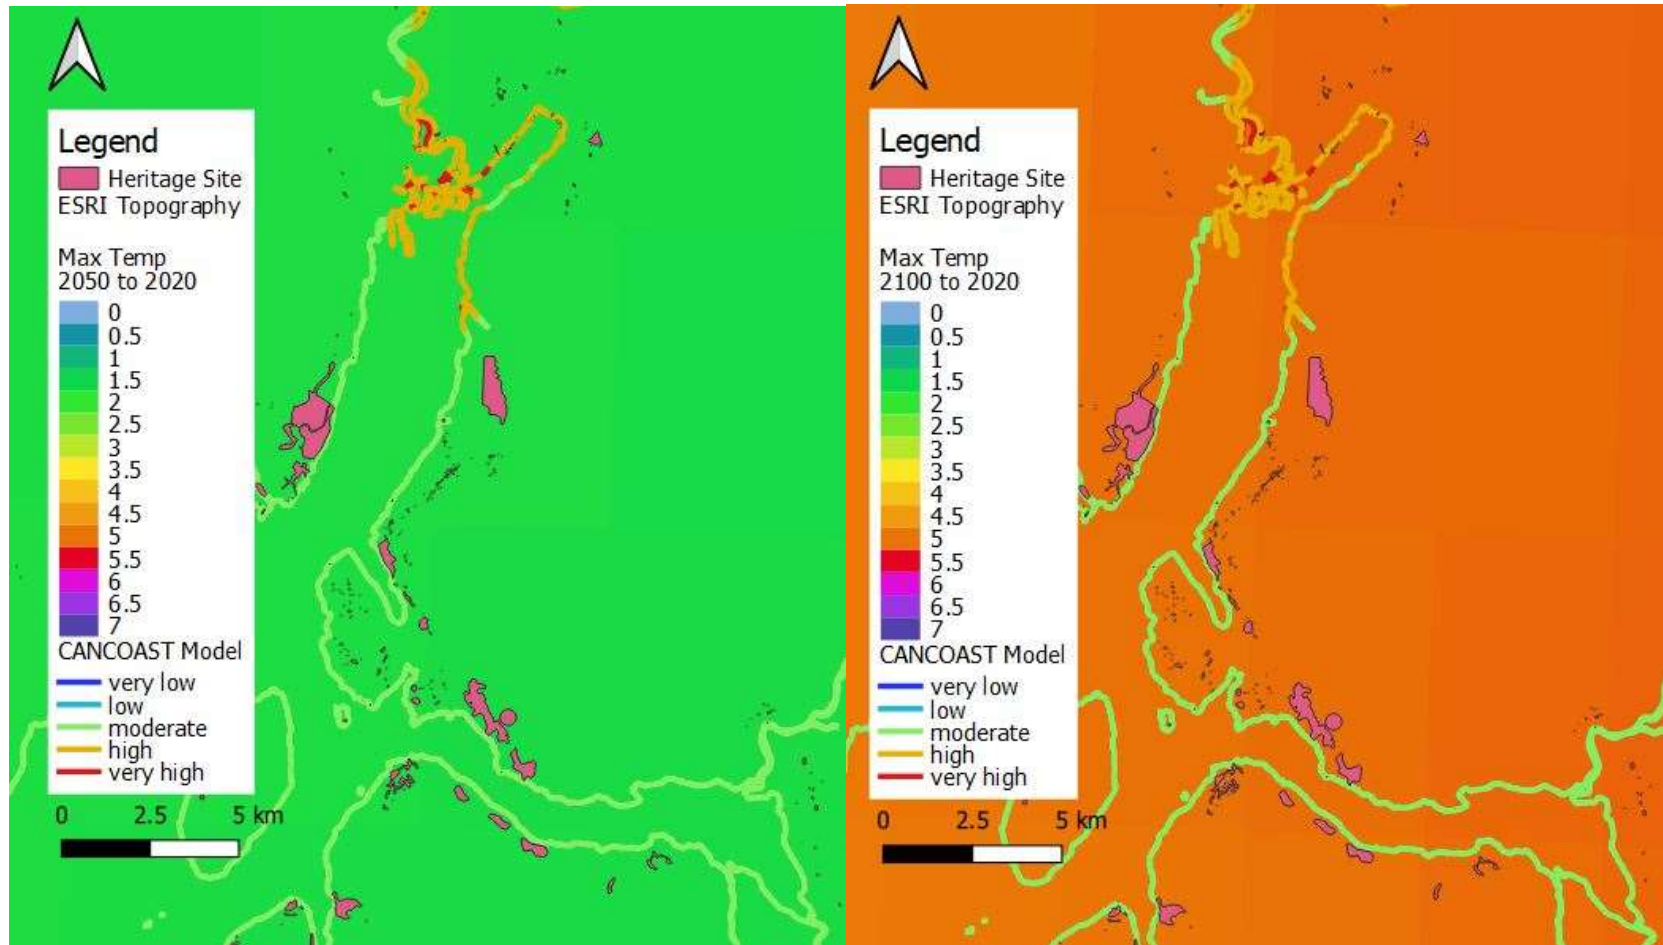 Legend
Heritage Site
ESRI Topography
Max Temp
2050 to 2020
0
0.5
1
1.5
2
2.5
3
3.5
4
4.5
5
5.5
6
6.5
7
CANCOAST Model
very low
low
moderate
high
very high
0 2.5 5 km
Legend
Heritage Site
ESRI Topography
Max Temp
2100 to 2020
0
0.5
1
1.5
2
2.5
3
3.5
4
4.5
5
5.5
6
6.5
7
CANCOAST Model
very low
low
moderate
high
very high
0 2.5 5 km